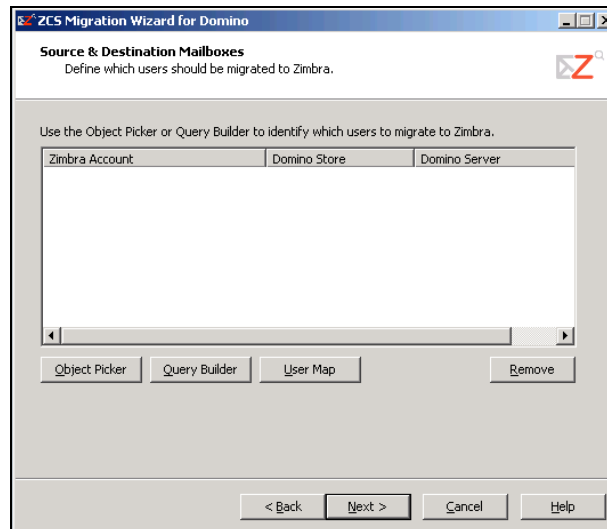 ZCS Migration Wizard for Domino
Source & Destination Mailboxes
Define which users should be migrated to Zimbra.
Use the Object Picker or Query Builder to identify which users to migrate to Zimbra.
Zimbra Account Domino Store Domino Server
Object Picker Query Builder User Map Remove
< Back Next > Cancel Help